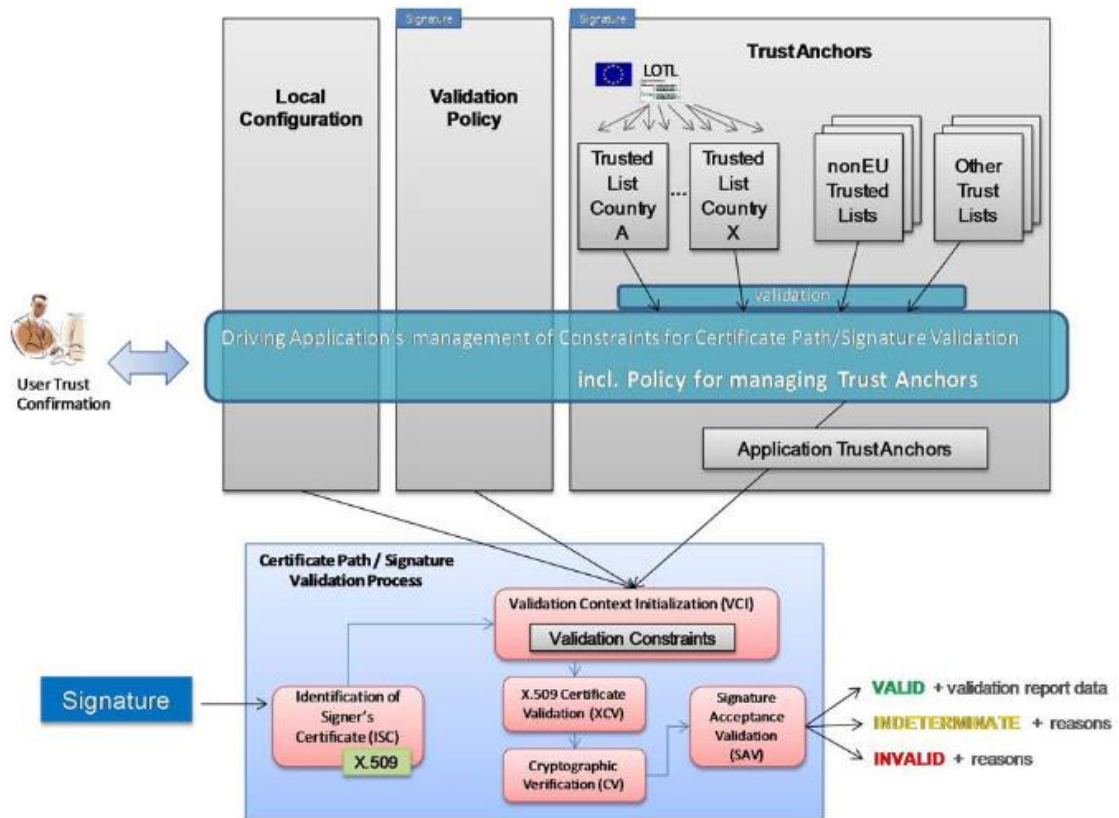 Signature
Signature
Local
Configuration
Validation
Policy
TrustAnchors
LOTL
Trusted
List
Country
A
...
Trusted
List
Country
X
nonEU
Trusted
Lists
Other
Trust
Lists
validation
Driving Application's management of Constraints for Certificate Path/Signature Validation
incl. Policy for managing Trust Anchors
User Trust
Confirmation
Application TrustAnchors
Certificate Path / Signature
Validation Process
Validation Context Initialization (VCI)
Validation Constraints
Signature
Identification of
Signer's
Certificate (ISC)
X.509
X.509 Certificate
Validation (XCV)
Cryptographic
Verification (CV)
Signature
Acceptance
Validation
(SAV)
VALID + validation report data
INDETERMINATE + reasons
INVALID + reasons